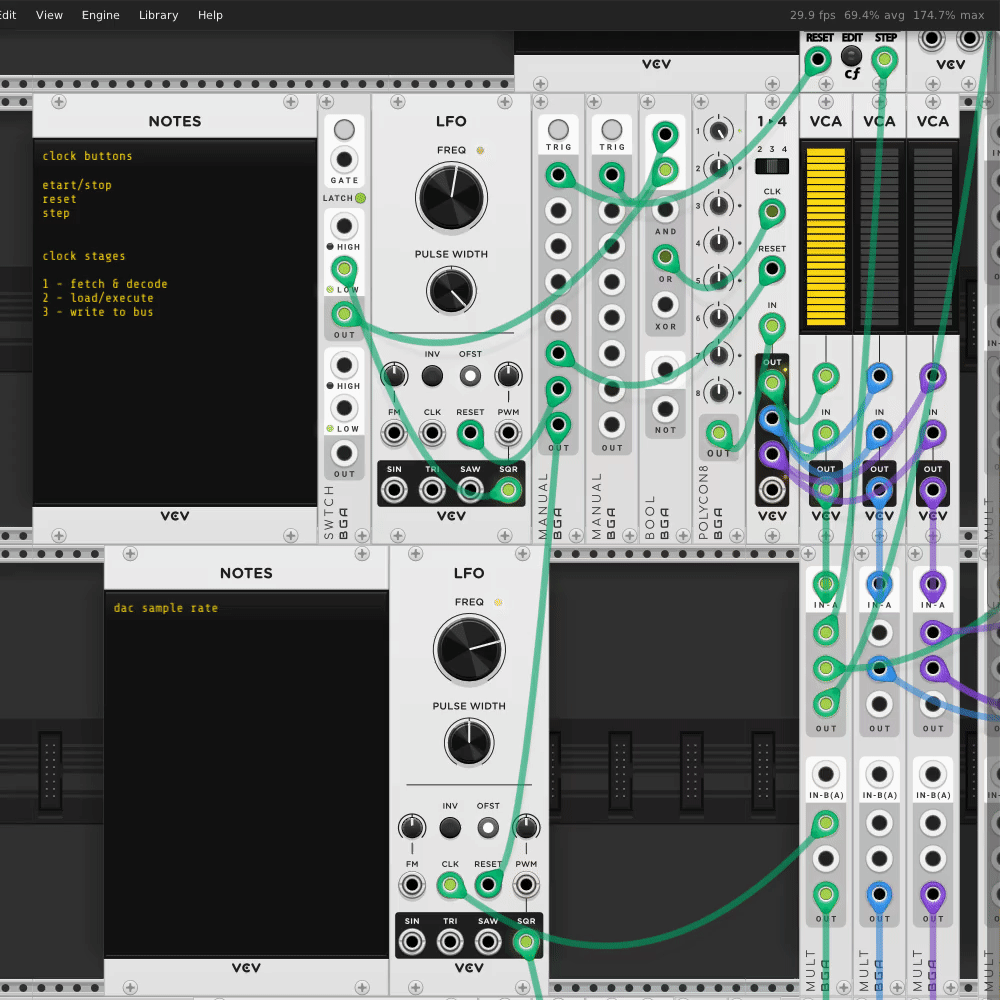 Edit View Engine Library Help 29.9 fps 69.4% avg 174.7% max
RESET EDIT STEP
cf
VCV VCV
NOTES
clock buttons
etart/stop
reset
step
clock stages
1 - fetch & decode
2 - load/execute
3 - write to bus
VCV
GATE
LATCH
HIGH
LOW
OUT
HIGH
LOW
OUT
SWTCH
BGA
LFO
FREQ
PULSE WIDTH
INV OFST
FM CLK RESET PWM
SIN TRI SAW SQR
VCV
TRIG
OUT
MANUAL
BGA
TRIG
OUT
MANUAL
BGA
AND
OR
XOR
NOT
BOOL
BGA
1
2
3
4
5
6
7
8
OUT
POLYCON8
BGA
2 3 4
CLK
RESET
IN
OUT
VCV
VCA VCA VCA
IN IN IN
OUT OUT OUT
VCV VCV VCV
MULT
NOTES
dac sample rate
VCV
LFO
FREQ
PULSE WIDTH
INV OFST
FM CLK RESET PWM
SIN TRI SAW SQR
VCV
IN-A IN-A IN-A
OUT OUT OUT
IN-B(A) IN-B(A) IN-B(A)
OUT OUT OUT
MULT MULT MULT MULT
BGA BGA BGA